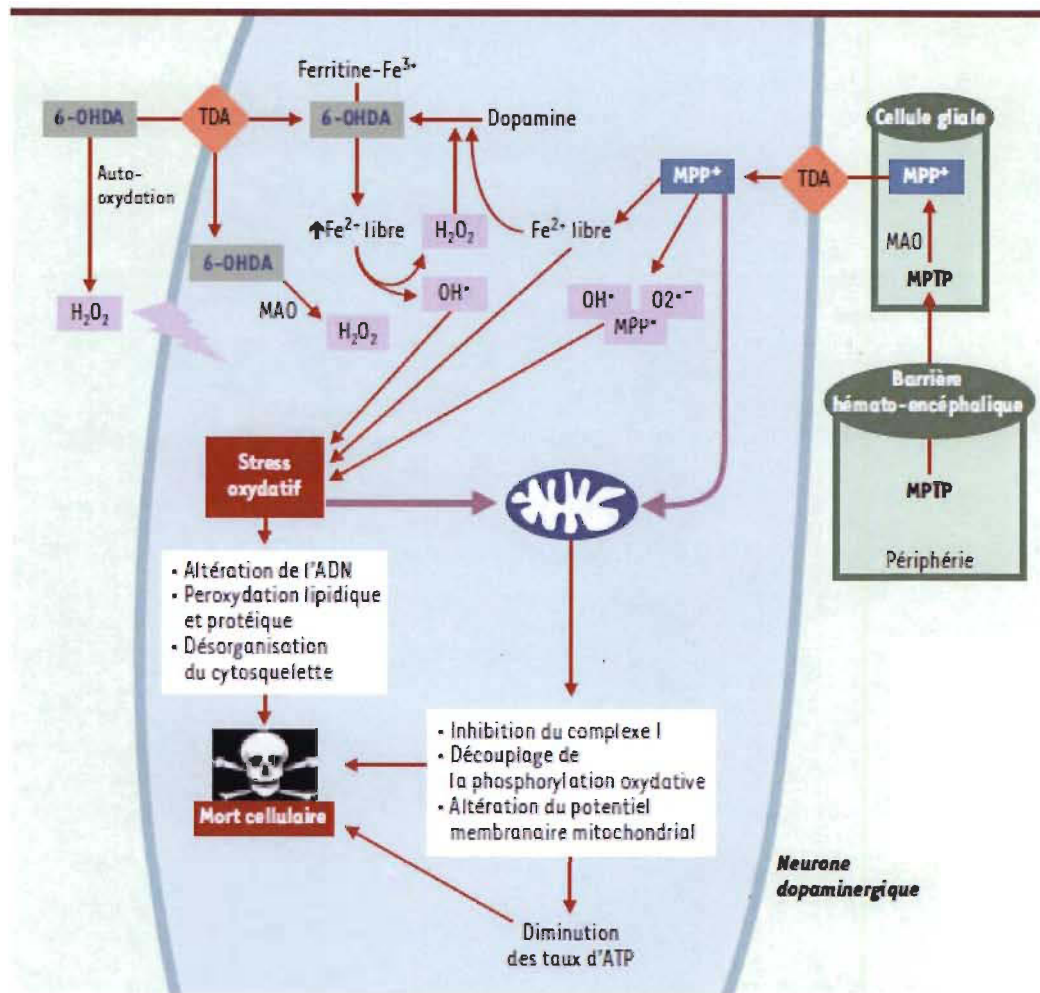 Ferritine-Fe³⁺
6-OHDA
TDA
6-OHDA
Dopamine
Auto-
oxydation
↑Fe²⁺ libre
H₂O₂
Fe²⁺ libre
6-OHDA
OH•
MAO
H₂O₂
H₂O₂
MPP⁺
OH•
O2•⁻
MPP•
TDA
Cellule gliale
MPP⁺
MAO
MPTP
Barrière
hémato-encéphalique
MPTP
Périphérie
Stress
oxydatif
• Altération de l'ADN
• Peroxydation lipidique
et protéique
• Désorganisation
du cytosquelette
Mort cellulaire
• Inhibition du complexe I
• Découplage de
la phosphorylation oxydative
• Altération du potentiel
membranaire mitochondrial
Diminution
des taux d'ATP
Neurone
dopaminergique